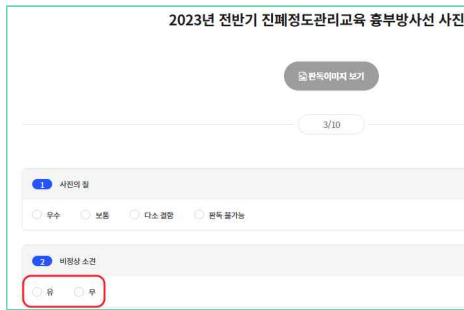 2023년 전반기 진폐정도관리교육 흉부방사선 사진
판독이미지 보기
3/10
1 사진의 질
우수 보통 다소 결함 판독 불가능
2 비정상 소견
유 무